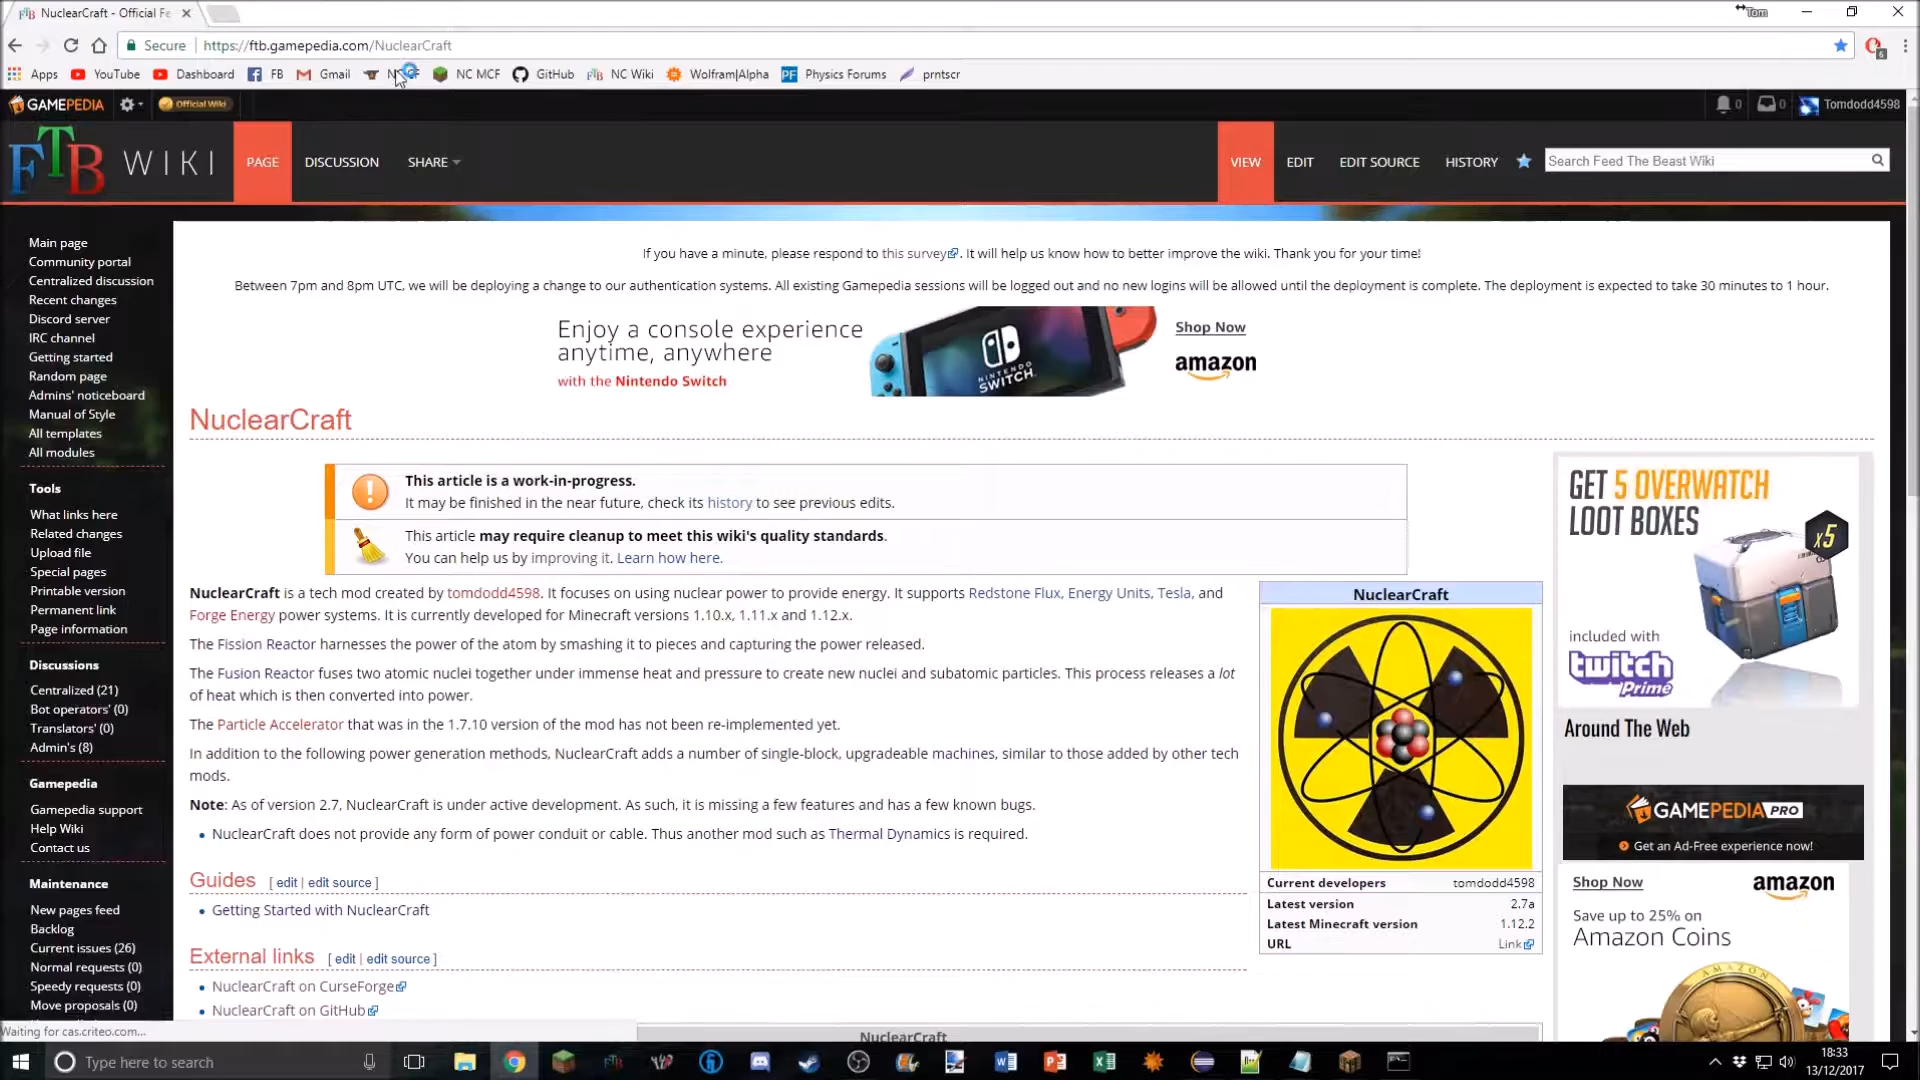 NuclearCraft - Official Fe
Tom
Secure
https://ftb.gamepedia.com/NuclearCraft
Apps YouTube Dashboard FB Gmail NC MCF GitHub NC Wiki Wolfram|Alpha Physics Forums prntscr
GAMEPEDIA Official Wiki 0 0 Tomdodd4598
FTB WIKI PAGE DISCUSSION SHARE VIEW EDIT EDIT SOURCE HISTORY Search Feed The Beast Wiki
Main page
Community portal
Centralized discussion
Recent changes
Discord server
IRC channel
Getting started
Random page
Admins' noticeboard
Manual of Style
All templates
All modules
Tools
What links here
Related changes
Upload file
Special pages
Printable version
Permanent link
Page information
Discussions
Centralized (21)
Bot operators' (0)
Translators' (0)
Admin's (8)
Gamepedia
Gamepedia support
Help Wiki
Contact us
Maintenance
New pages feed
Backlog
Current issues (26)
Normal requests (0)
Speedy requests (0)
Move proposals (0)
If you have a minute, please respond to this survey. It will help us know how to better improve the wiki. Thank you for your time!
Between 7pm and 8pm UTC, we will be deploying a change to our authentication systems. All existing Gamepedia sessions will be logged out and no new logins will be allowed until the deployment is complete. The deployment is expected to take 30 minutes to 1 hour.
Enjoy a console experience
anytime, anywhere
with the Nintendo Switch
NINTENDO
SWITCH
Shop Now
amazon
NuclearCraft
This article is a work-in-progress.
It may be finished in the near future, check its history to see previous edits.
This article may require cleanup to meet this wiki's quality standards.
You can help us by improving it. Learn how here.
NuclearCraft is a tech mod created by tomdodd4598. It focuses on using nuclear power to provide energy. It supports Redstone Flux, Energy Units, Tesla, and
Forge Energy power systems. It is currently developed for Minecraft versions 1.10.x, 1.11.x and 1.12.x.
The Fission Reactor harnesses the power of the atom by smashing it to pieces and capturing the power released.
The Fusion Reactor fuses two atomic nuclei together under immense heat and pressure to create new nuclei and subatomic particles. This process releases a lot
of heat which is then converted into power.
The Particle Accelerator that was in the 1.7.10 version of the mod has not been re-implemented yet.
In addition to the following power generation methods, NuclearCraft adds a number of single-block, upgradeable machines, similar to those added by other tech
mods.
Note: As of version 2.7, NuclearCraft is under active development. As such, it is missing a few features and has a few known bugs.
NuclearCraft does not provide any form of power conduit or cable. Thus another mod such as Thermal Dynamics is required.
Guides [ edit | edit source ]
Getting Started with NuclearCraft
External links [ edit | edit source ]
NuclearCraft on CurseForge
NuclearCraft on GitHub
NuclearCraft
NuclearCraft
Current developers tomdodd4598
Latest version 2.7a
Latest Minecraft version 1.12.2
URL Link
GET 5 OVERWATCH
LOOT BOXES
x5
included with
twitch
Prime
Around The Web
GAMEPEDIA PRO
Get an Ad-Free experience now!
Shop Now
amazon
Save up to 25% on
Amazon Coins
AMAZON
Waiting for cas.criteo.com...
Type here to search
18:33
13/12/2017